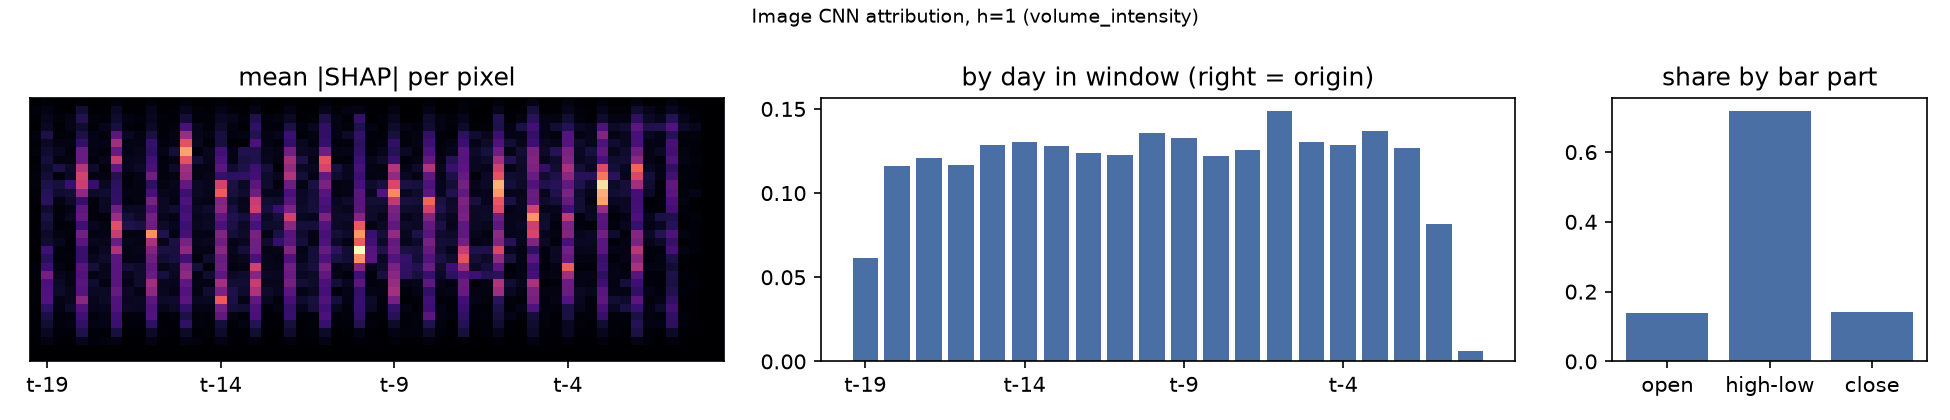 Image CNN attribution, h=1 (volume_intensity)
mean |SHAP| per pixel
by day in window (right = origin)
share by bar part
t-19 t-14 t-9 t-4
0.15
0.10
0.05
0.00
t-19 t-14 t-9 t-4
0.6
0.4
0.2
0.0
open high-low close